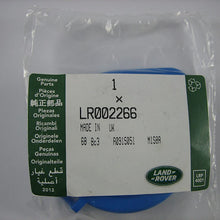 Genuine Parts
Pièces d'Origine
純正部品
Piezas Originales
Ricambi Originali
Originele Onderdelen
Originalteile
قطع غيار أصلية
2012
1
×
LR002266
MADE IN UK
LAND-
ROVER